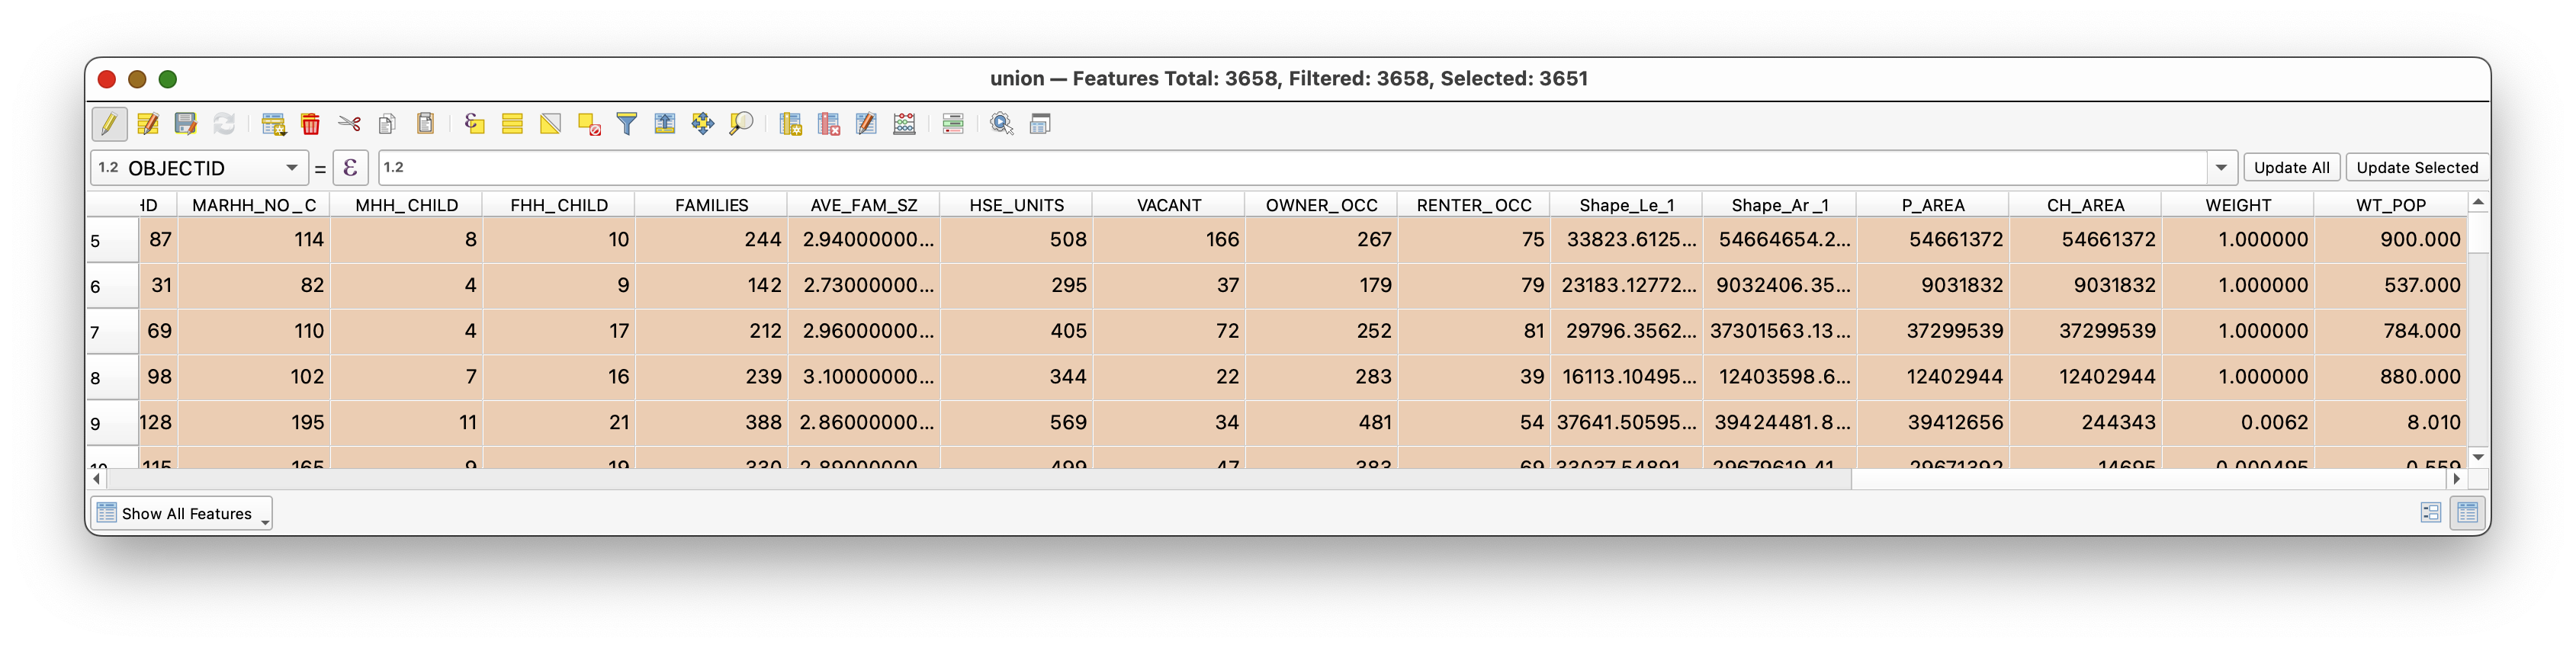 union — Features Total: 3658, Filtered: 3658, Selected: 3651
1.2 OBJECTID = ε 1.2 Update All Update Selected
HD MARHH_NO_C MHH_CHILD FHH_CHILD FAMILIES AVE_FAM_SZ HSE_UNITS VACANT OWNER_OCC RENTER_OCC Shape_Le_1 Shape_Ar_1 P_AREA CH_AREA WEIGHT WT_POP
5 87 114 8 10 244 2.94000000... 508 166 267 75 33823.6125... 54664654.2... 54661372 54661372 1.000000 900.000
6 31 82 4 9 142 2.73000000... 295 37 179 79 23183.12772... 9032406.35... 9031832 9031832 1.000000 537.000
7 69 110 4 17 212 2.96000000... 405 72 252 81 29796.3562... 37301563.13... 37299539 37299539 1.000000 784.000
8 98 102 7 16 239 3.10000000... 344 22 283 39 16113.10495... 12403598.6... 12402944 12402944 1.000000 880.000
9 128 195 11 21 388 2.86000000... 569 34 481 54 37641.50595... 39424481.8... 39412656 244343 0.0062 8.010
10 115 165 9 19 330 2.89000000... 499 47 383 69 33037.54891... 29679619.41... 29671392 14695 0.000495 0.559
Show All Features